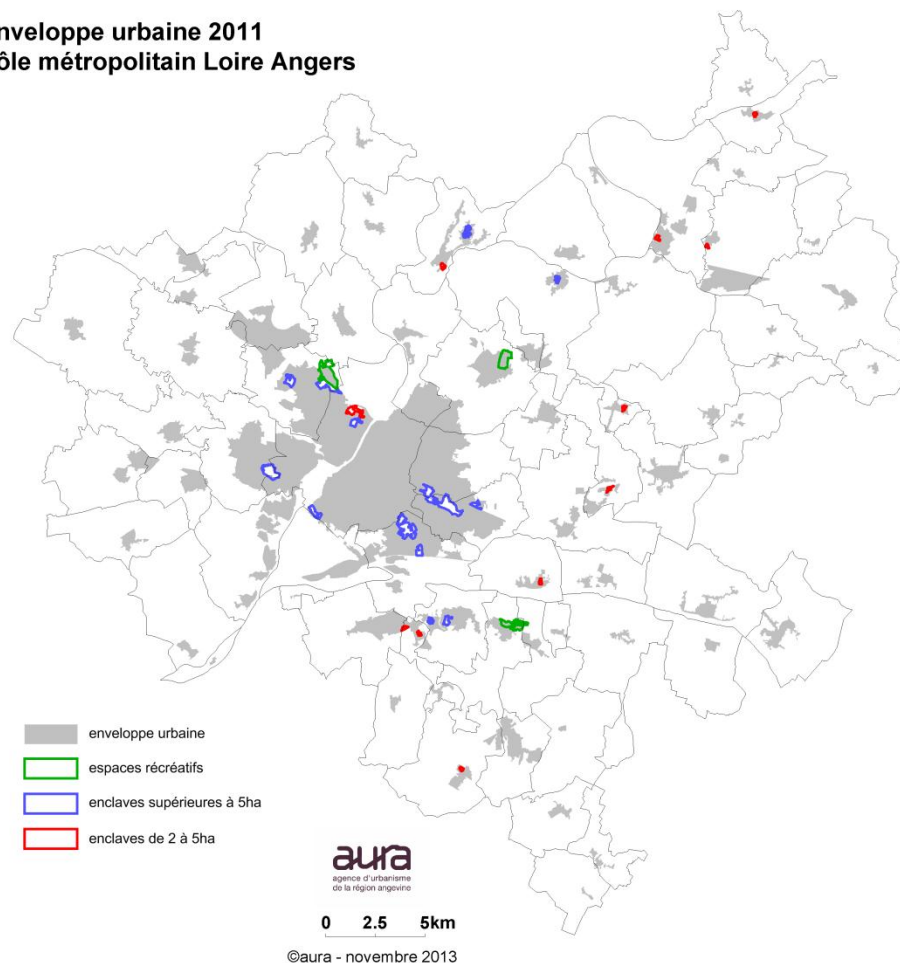 nveloppe urbaine 2011
ôle métropolitain Loire Angers
enveloppe urbaine
espaces récréatifs
enclaves supérieures à 5ha
enclaves de 2 à 5ha
aura
agence d'urbanisme
de la région angevine
0 2.5 5km
©aura - novembre 2013